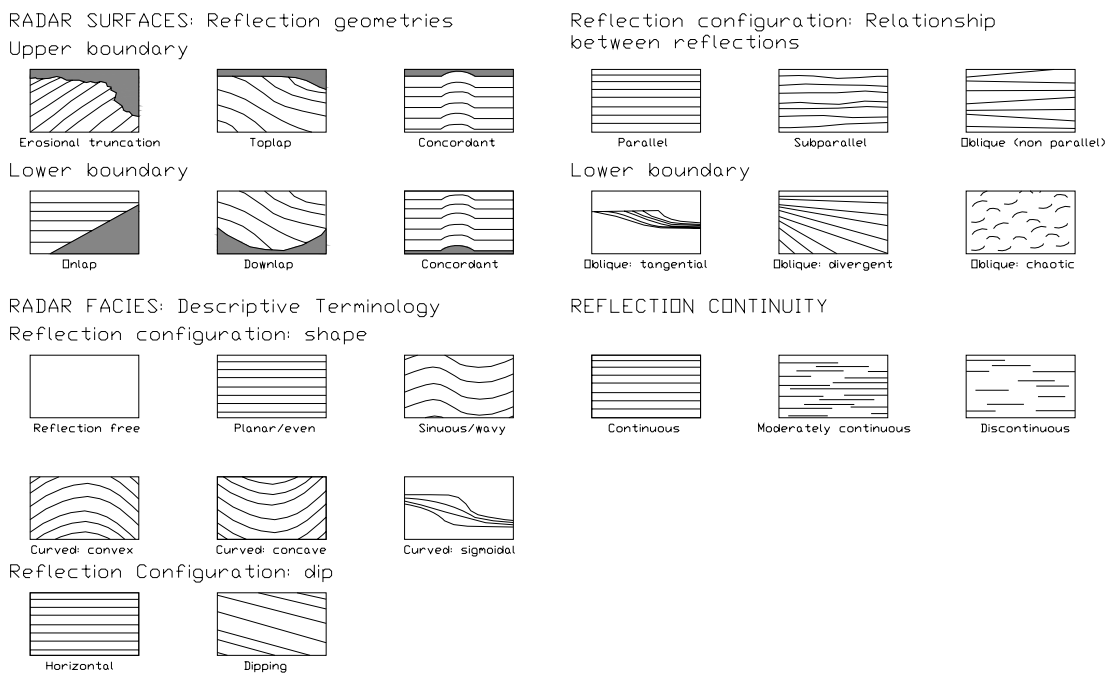 RADAR SURFACES: Reflection geometries
Upper boundary
Erosional truncation
Toplap
Concordant
Lower boundary
Onlap
Downlap
Concordant
RADAR FACIES: Descriptive Terminology
Reflection configuration: shape
Reflection free
Planar/even
Sinuous/wavy
Curved: convex
Curved: concave
Curved: sigmoidal
Reflection Configuration: dip
Horizontal
Dipping
Reflection configuration: Relationship
between reflections
Parallel
Subparallel
Oblique (non parallel)
Lower boundary
Oblique: tangential
Oblique: divergent
Oblique: chaotic
REFLECTION CONTINUITY
Continuous
Moderately continuous
Discontinuous